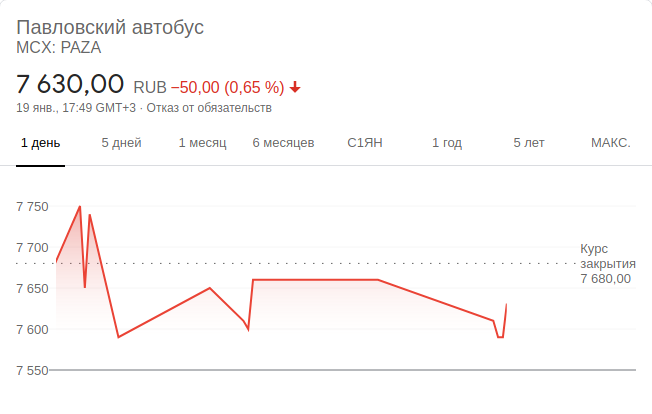 Павловский автобус
MCX: PAZA
7 630,00 RUB −50,00 (0,65 %)
19 янв., 17:49 GMT+3 · Отказ от обязательств
1 день 5 дней 1 месяц 6 месяцев С1ЯН 1 год 5 лет МАКС.
7 750
7 700
Курс
закрытия
7 680,00
7 650
7 600
7 550